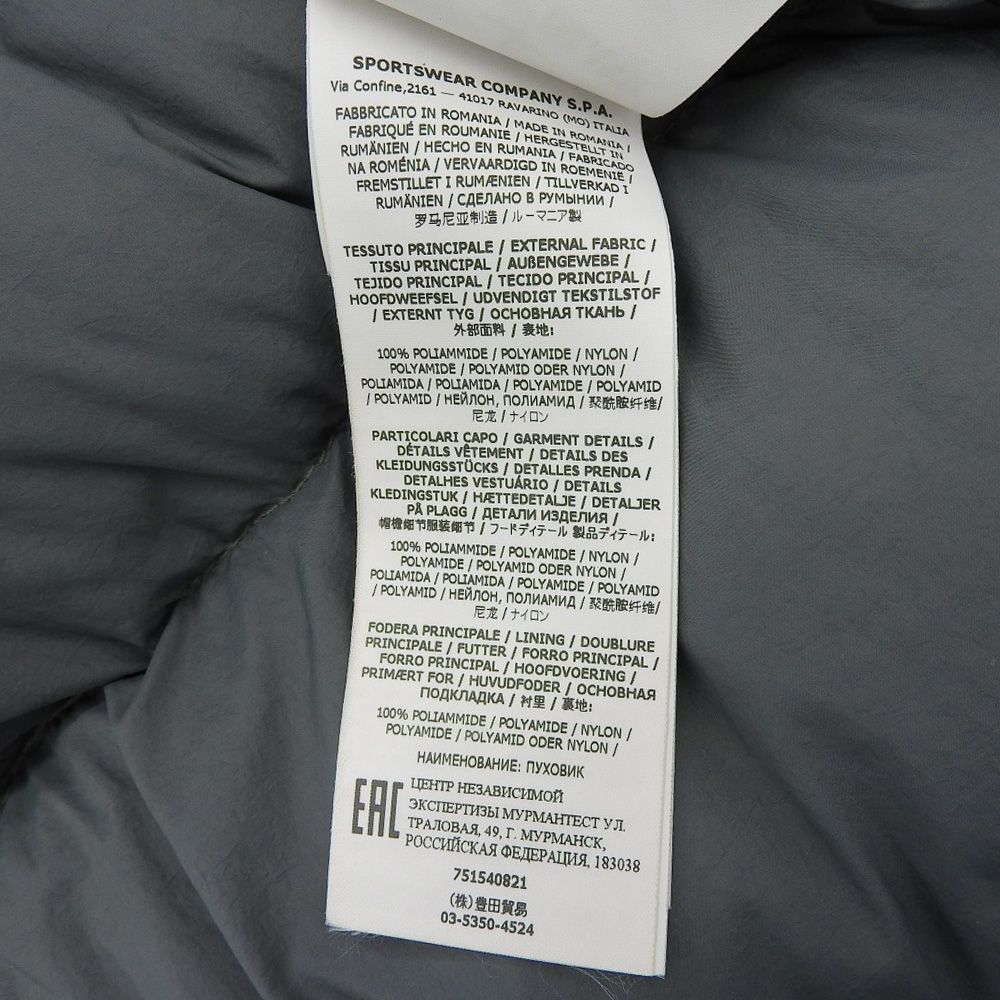 SPORTSWEAR COMPANY S.P.A.
Via Confine,2161 — 41017 RAVARINO (MO) ITALIA
FABBRICATO IN ROMANIA / MADE IN ROMANIA /
FABRIQUÉ EN ROUMANIE / HERGESTELLT IN
RUMÄNIEN / HECHO EN RUMANIA / FABRICADO
NA ROMÉNIA / VERVAARDIGD IN ROEMENIË /
FREMSTILLET I RUMÆNIEN / TILLVERKAD I
RUMÄNIEN / СДЕЛАНО В РУМЫНИИ /
罗马尼亚制造 / ルーマニア製
TESSUTO PRINCIPALE / EXTERNAL FABRIC /
TISSU PRINCIPAL / AUßENGEWEBE /
TEJIDO PRINCIPAL / TECIDO PRINCIPAL /
HOOFDWEEFSEL / UDVENDIGT TEKSTILSTOF
/ EXTERNT TYG / ОСНОВНАЯ ТКАНЬ /
外部面料 / 表地:
100% POLIAMMIDE / POLYAMIDE / NYLON /
POLYAMIDE / POLYAMID ODER NYLON /
POLIAMIDA / POLIAMIDA / POLYAMIDE / POLYAMID
/ POLYAMID / НЕЙЛОН, ПОЛИАМИД / 聚酰胺纤维/
尼龙 / ナイロン
PARTICOLARI CAPO / GARMENT DETAILS /
DÉTAILS VÊTEMENT / DETAILS DES
KLEIDUNGSSTÜCKS / DETALLES PRENDA /
DETALHES VESTUÁRIO / DETAILS
KLEDINGSTUK / HÆTTEDETALJE / DETALJER
PÅ PLAGG / ДЕТАЛИ ИЗДЕЛИЯ /
帽檐细节服装细节 / フードディテール 製品ディテール:
100% POLIAMMIDE / POLYAMIDE / NYLON /
POLYAMIDE / POLYAMID ODER NYLON /
POLIAMIDA / POLIAMIDA / POLYAMIDE / POLYAMID
/ POLYAMID / НЕЙЛОН, ПОЛИАМИД / 聚酰胺纤维/
尼龙 / ナイロン
FODERA PRINCIPALE / LINING / DOUBLURE
PRINCIPALE / FUTTER / FORRO PRINCIPAL /
FORRO PRINCIPAL / HOOFDVOERING /
PRIMÆRT FOR / HUVUDFODER / ОСНОВНАЯ
ПОДКЛАДКА / 衬里 / 裏地:
100% POLIAMMIDE / POLYAMIDE / NYLON /
POLYAMIDE / POLYAMID ODER NYLON /
НАИМЕНОВАНИЕ: ПУХОВИК
EAC
ЦЕНТР НЕЗАВИСИМОЙ
ЭКСПЕРТИЗЫ МУРМАНТЕСТ УЛ.
ТРАЛОВАЯ, 49, Г. МУРМАНСК,
РОССИЙСКАЯ ФЕДЕРАЦИЯ, 183038
751540821
(株)豊田貿易
03-5350-4524